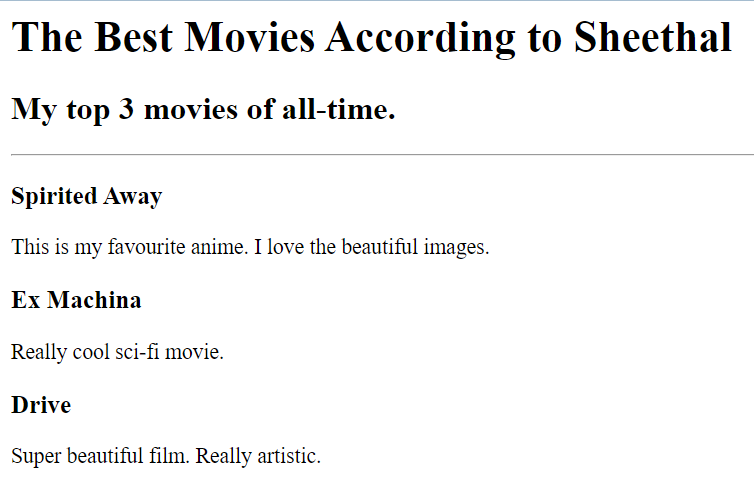 The Best Movies According to Sheethal
My top 3 movies of all-time.
Spirited Away
This is my favourite anime. I love the beautiful images.
Ex Machina
Really cool sci-fi movie.
Drive
Super beautiful film. Really artistic.